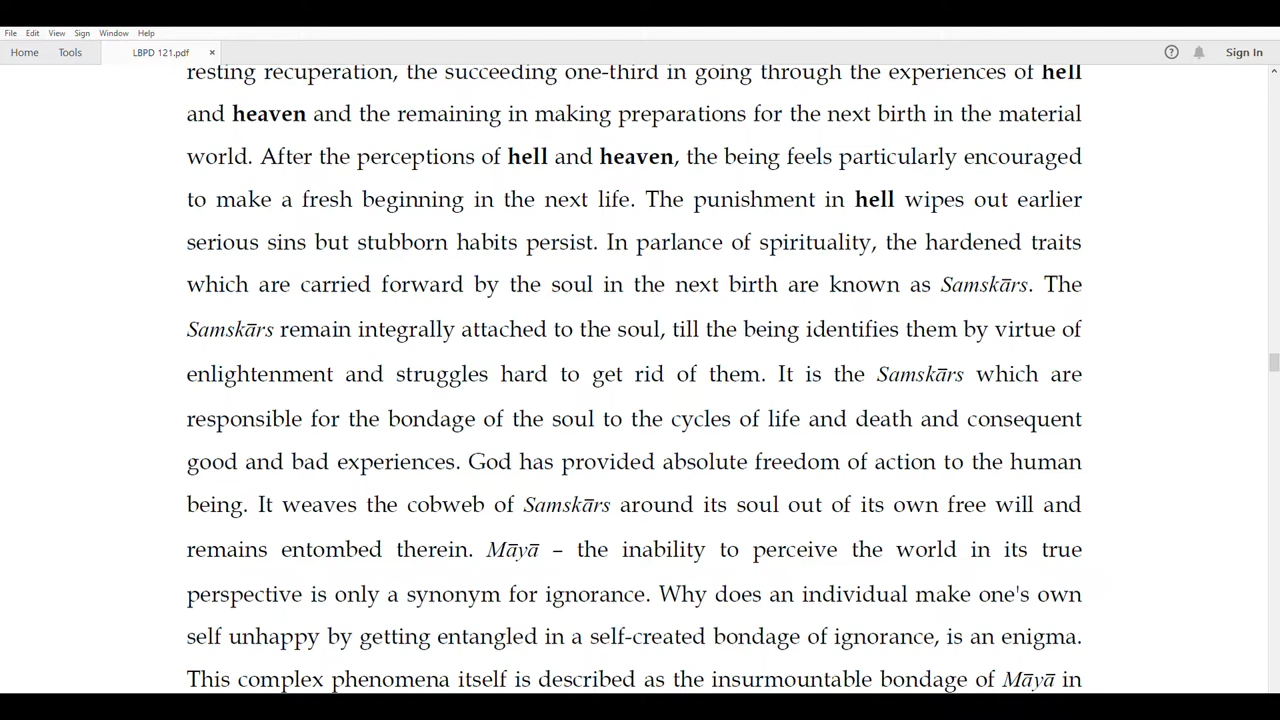 File Edit View Sign Window Help
Home Tools LBPD 121.pdf × ? Sign In
resting recuperation, the succeeding one-third in going through the experiences of hell
and heaven and the remaining in making preparations for the next birth in the material
world. After the perceptions of hell and heaven, the being feels particularly encouraged
to make a fresh beginning in the next life. The punishment in hell wipes out earlier
serious sins but stubborn habits persist. In parlance of spirituality, the hardened traits
which are carried forward by the soul in the next birth are known as Samskārs. The
Samskārs remain integrally attached to the soul, till the being identifies them by virtue of
enlightenment and struggles hard to get rid of them. It is the Samskārs which are
responsible for the bondage of the soul to the cycles of life and death and consequent
good and bad experiences. God has provided absolute freedom of action to the human
being. It weaves the cobweb of Samskārs around its soul out of its own free will and
remains entombed therein. Māyā – the inability to perceive the world in its true
perspective is only a synonym for ignorance. Why does an individual make one's own
self unhappy by getting entangled in a self-created bondage of ignorance, is an enigma.
This complex phenomena itself is described as the insurmountable bondage of Māyā in